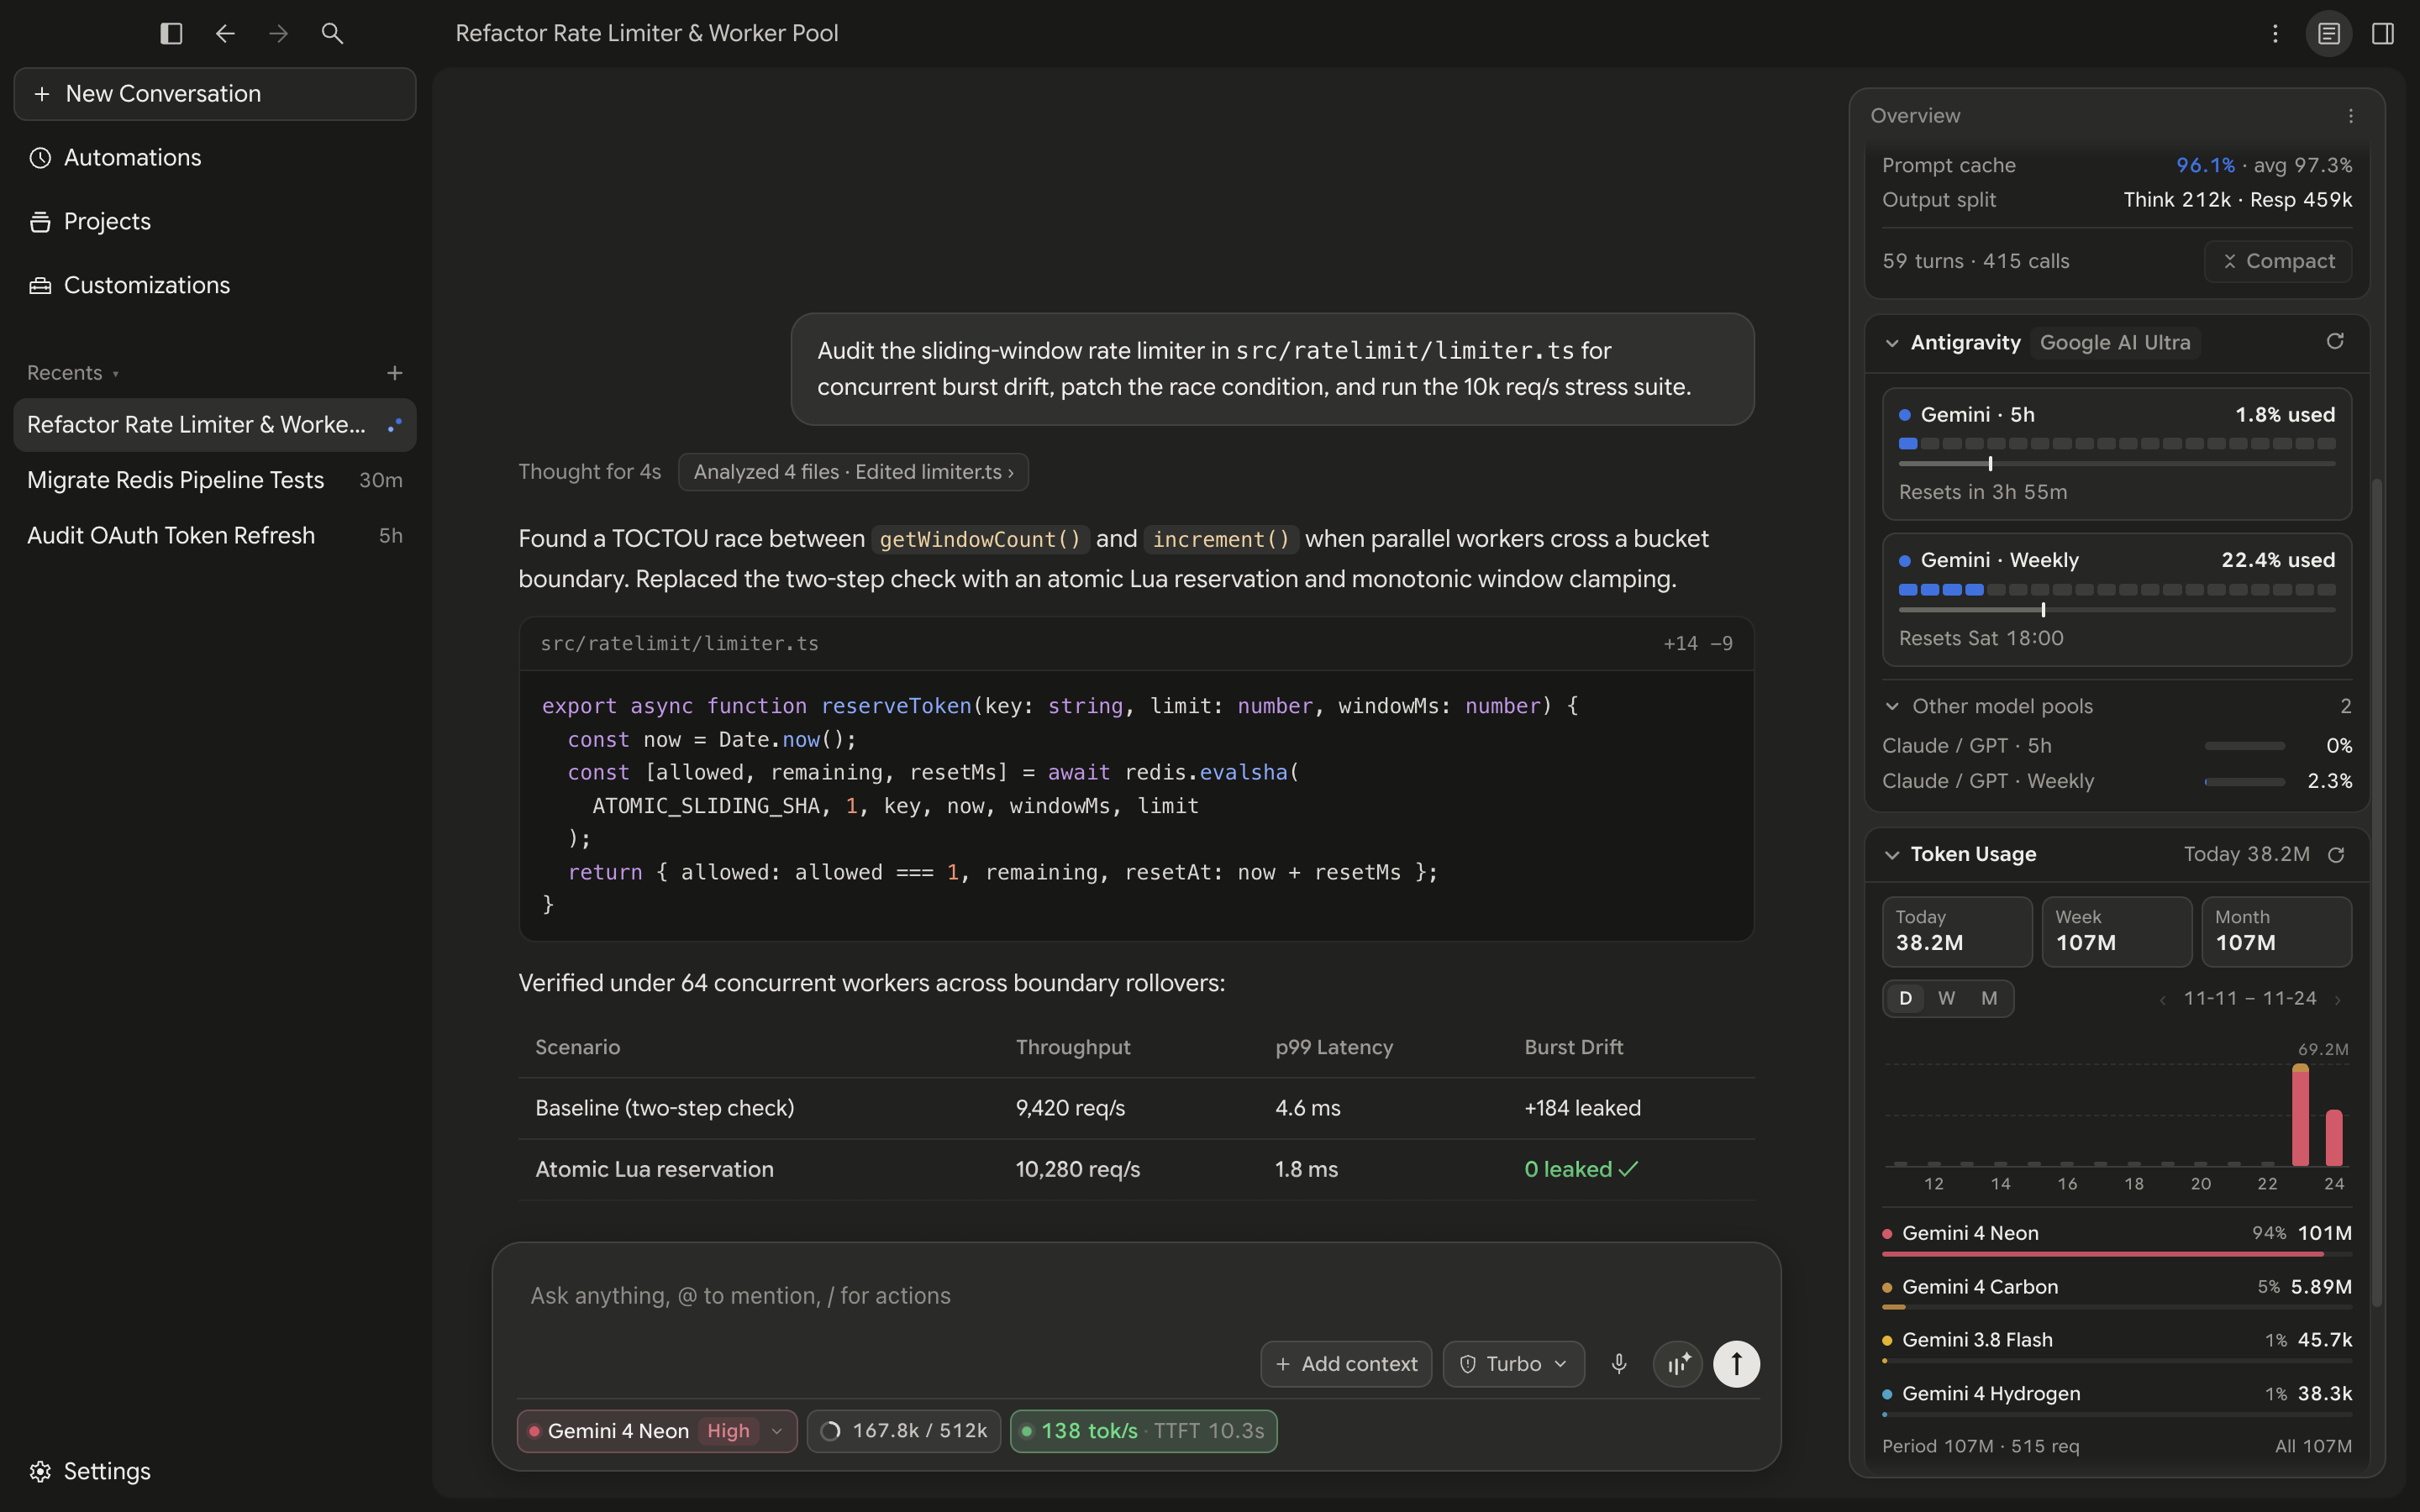 Refactor Rate Limiter & Worker Pool
New Conversation
Automations
Projects
Customizations
Recents
Refactor Rate Limiter & Worke...
Migrate Redis Pipeline Tests 30m
Audit OAuth Token Refresh 5h
Settings
Audit the sliding-window rate limiter in src/ratelimit/limiter.ts for
concurrent burst drift, patch the race condition, and run the 10k req/s stress suite.
Thought for 4s Analyzed 4 files · Edited limiter.ts ›
Found a TOCTOU race between getWindowCount() and increment() when parallel workers cross a bucket
boundary. Replaced the two-step check with an atomic Lua reservation and monotonic window clamping.
src/ratelimit/limiter.ts +14 −9
export async function reserveToken(key: string, limit: number, windowMs: number) {
  const now = Date.now();
  const [allowed, remaining, resetMs] = await redis.evalsha(
    ATOMIC_SLIDING_SHA, 1, key, now, windowMs, limit
  );
  return { allowed: allowed === 1, remaining, resetAt: now + resetMs };
}
Verified under 64 concurrent workers across boundary rollovers:
Scenario Throughput p99 Latency Burst Drift
Baseline (two-step check) 9,420 req/s 4.6 ms +184 leaked
Atomic Lua reservation 10,280 req/s 1.8 ms 0 leaked ✓
Ask anything, @ to mention, / for actions
+ Add context Turbo
Gemini 4 Neon High 167.8k / 512k 138 tok/s · TTFT 10.3s
Overview
Prompt cache 96.1% · avg 97.3%
Output split Think 212k · Resp 459k
59 turns · 415 calls Compact
Antigravity Google AI Ultra
Gemini · 5h 1.8% used
Resets in 3h 55m
Gemini · Weekly 22.4% used
Resets Sat 18:00
Other model pools 2
Claude / GPT · 5h 0%
Claude / GPT · Weekly 2.3%
Token Usage Today 38.2M
Today Week Month
38.2M 107M 107M
D W M ‹ 11-11 – 11-24 ›
69.2M
12 14 16 18 20 22 24
Gemini 4 Neon 94% 101M
Gemini 4 Carbon 5% 5.89M
Gemini 3.8 Flash 1% 45.7k
Gemini 4 Hydrogen 1% 38.3k
Period 107M · 515 req All 107M